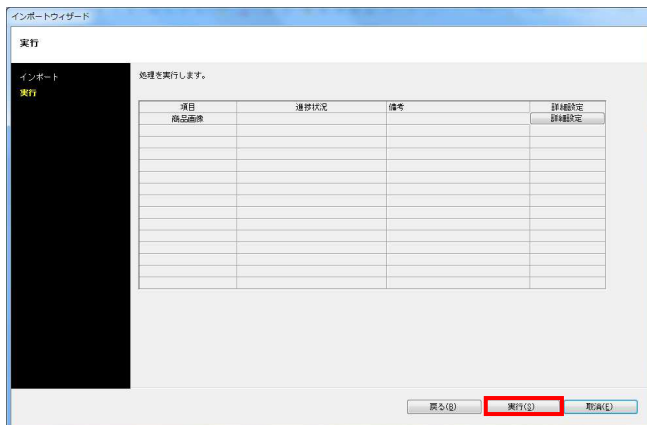 インポートウィザード
実行
インポート
実行
処理を実行します。
項目 進捗状況 備考 詳細設定
商品画像 詳細設定
戻る(B) 実行(S) 取消(E)